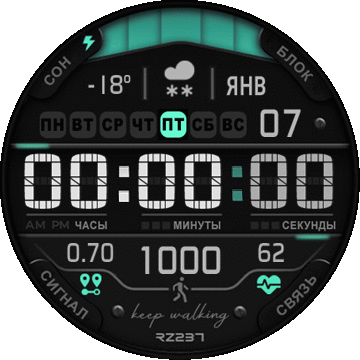 СОН
БЛОК
-18° ЯНВ
ПН ВТ СР ЧТ ПТ СБ ВС 07
00:00:00
AM PM ЧАСЫ МИНУТЫ СЕКУНДЫ
0.70 1000 62
СИГНАЛ
СВЯЗЬ
keep walking
RZ237